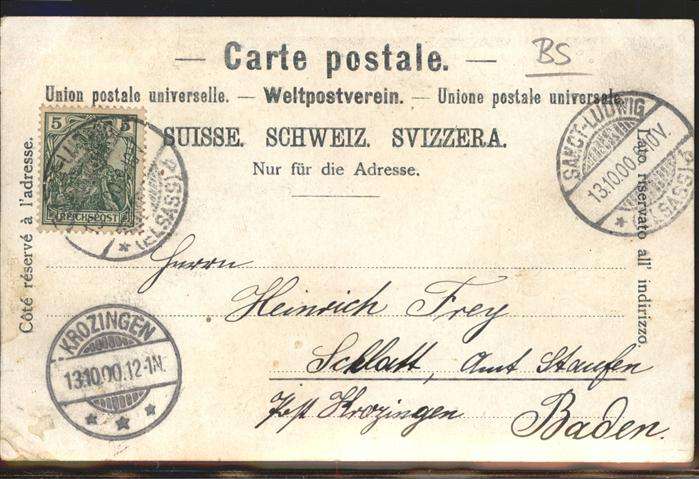 — Carte postale. —
BS
Union postale universelle. — Weltpostverein. — Unione postale universale.
SUISSE. SCHWEIZ. SVIZZERA.
Nur für die Adresse.
Côté réservé à l'adresse.
Lato riservato all' indirizzo.
5 5
REICHSPOST
(ELSASS)
SANCT-LUDWIG
13.10.00.
KROZINGEN
13.10.00.12-1N.
Herrn
Heinrich Frey
Schlatt, Amt Staufen
Post Krozingen
Baden.